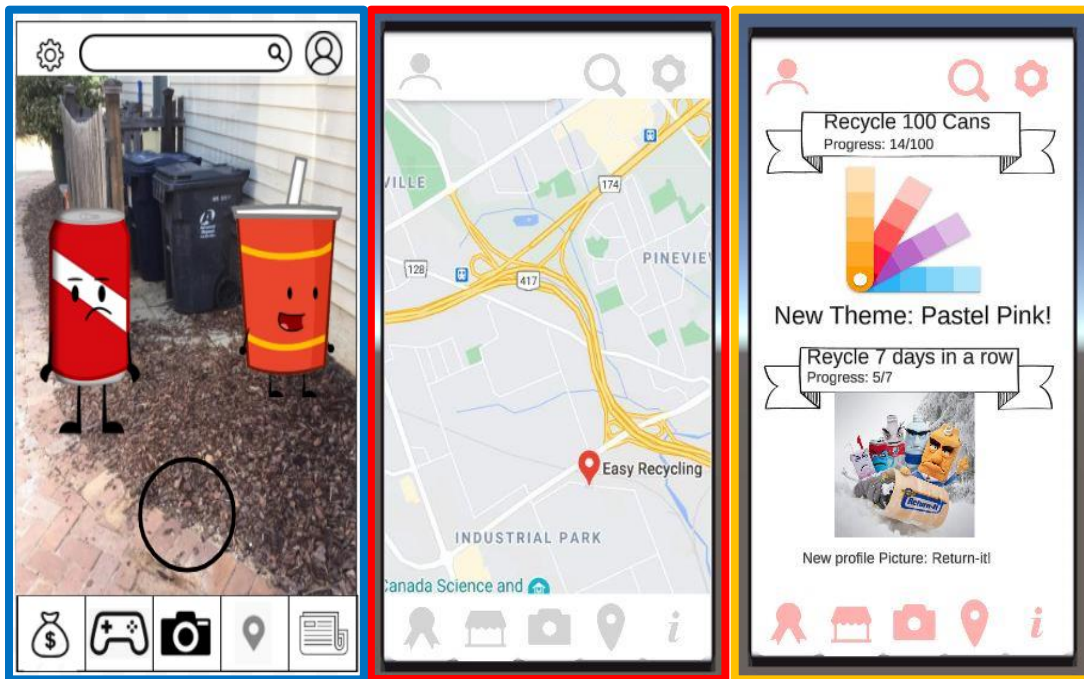 $
VILLE
174
128
417
PINEVIE
Easy Recycling
INDUSTRIAL PARK
Canada Science and
i
Recycle 100 Cans
Progress: 14/100
New Theme: Pastel Pink!
Reycle 7 days in a row
Progress: 5/7
Return-It
New profile Picture: Return-it!
i